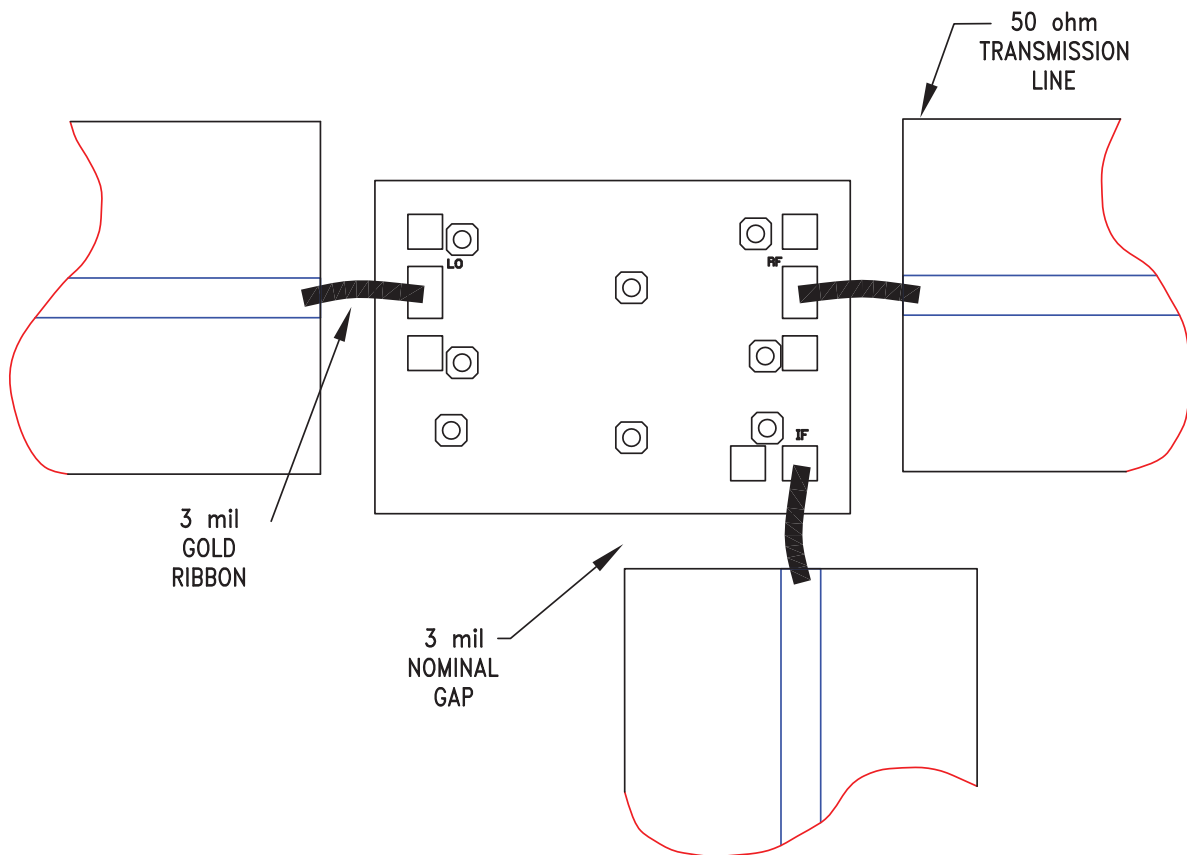 50 ohm
TRANSMISSION
LINE
LO
RF
IF
3 mil
GOLD
RIBBON
3 mil
NOMINAL
GAP